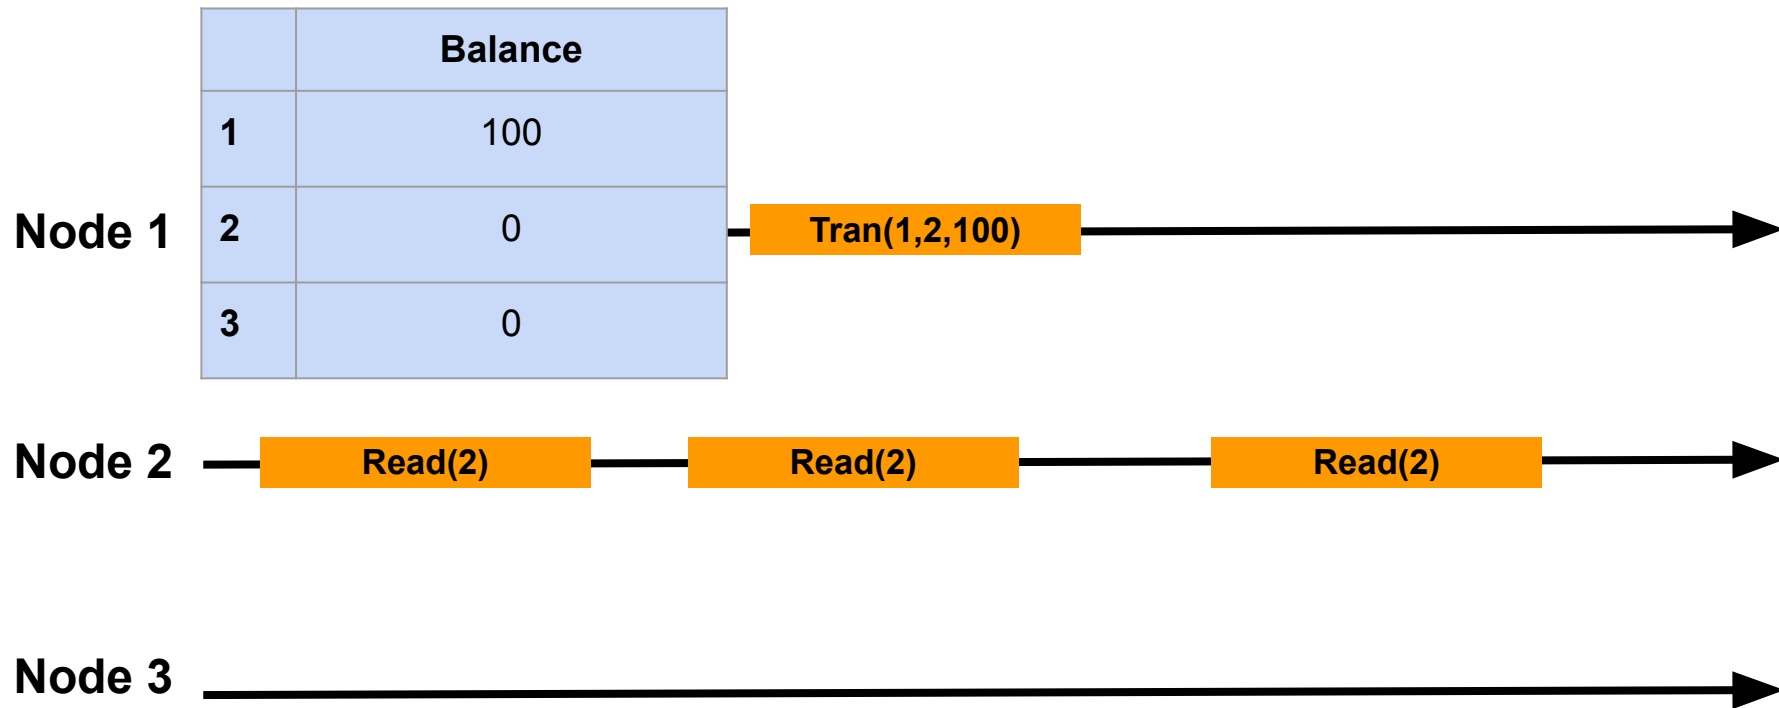 Balance
1 100
Node 1 2 0 Tran(1,2,100)
3 0
Node 2 Read(2) Read(2) Read(2)
Node 3